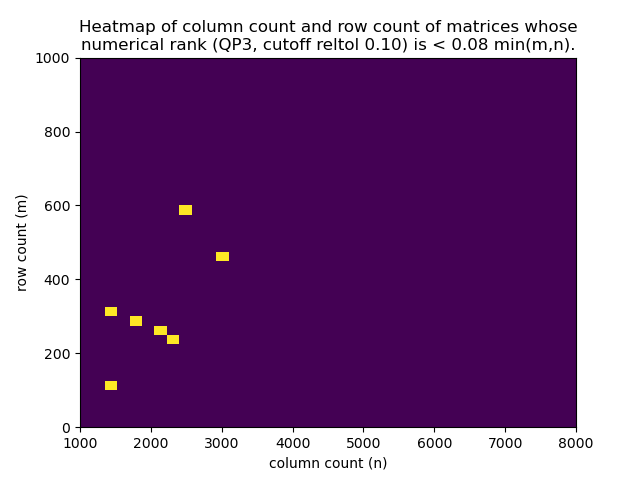 Heatmap of column count and row count of matrices whose
numerical rank (QP3, cutoff reltol 0.10) is < 0.08 min(m,n).
1000
800
600
400
200
0
row count (m)
1000 2000 3000 4000 5000 6000 7000 8000
column count (n)